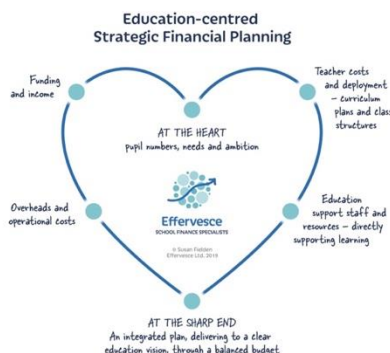 Education-centred
Strategic Financial Planning
Funding
and income
Teacher costs
and deployment
– curriculum
plans and class
structures
AT THE HEART
pupil numbers, needs and ambition
Effervesce
SCHOOL FINANCE SPECIALISTS
© Susan Fielden
Effervesce Ltd, 2019
Overheads and
operational costs
Education
support staff and
resources – directly
supporting learning
AT THE SHARP END
An integrated plan, delivering to a clear
education vision, through a balanced budget